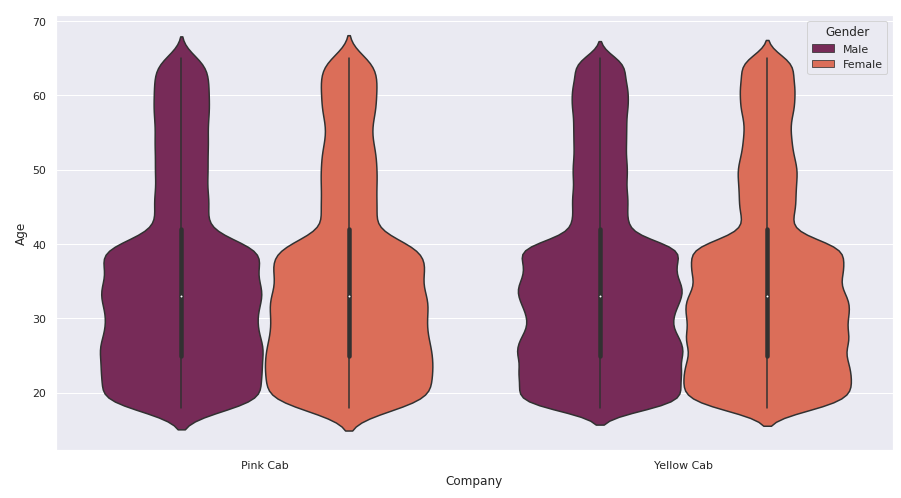 70
60
50
40
30
20
Age
Pink Cab
Yellow Cab
Company
Gender
Male
Female